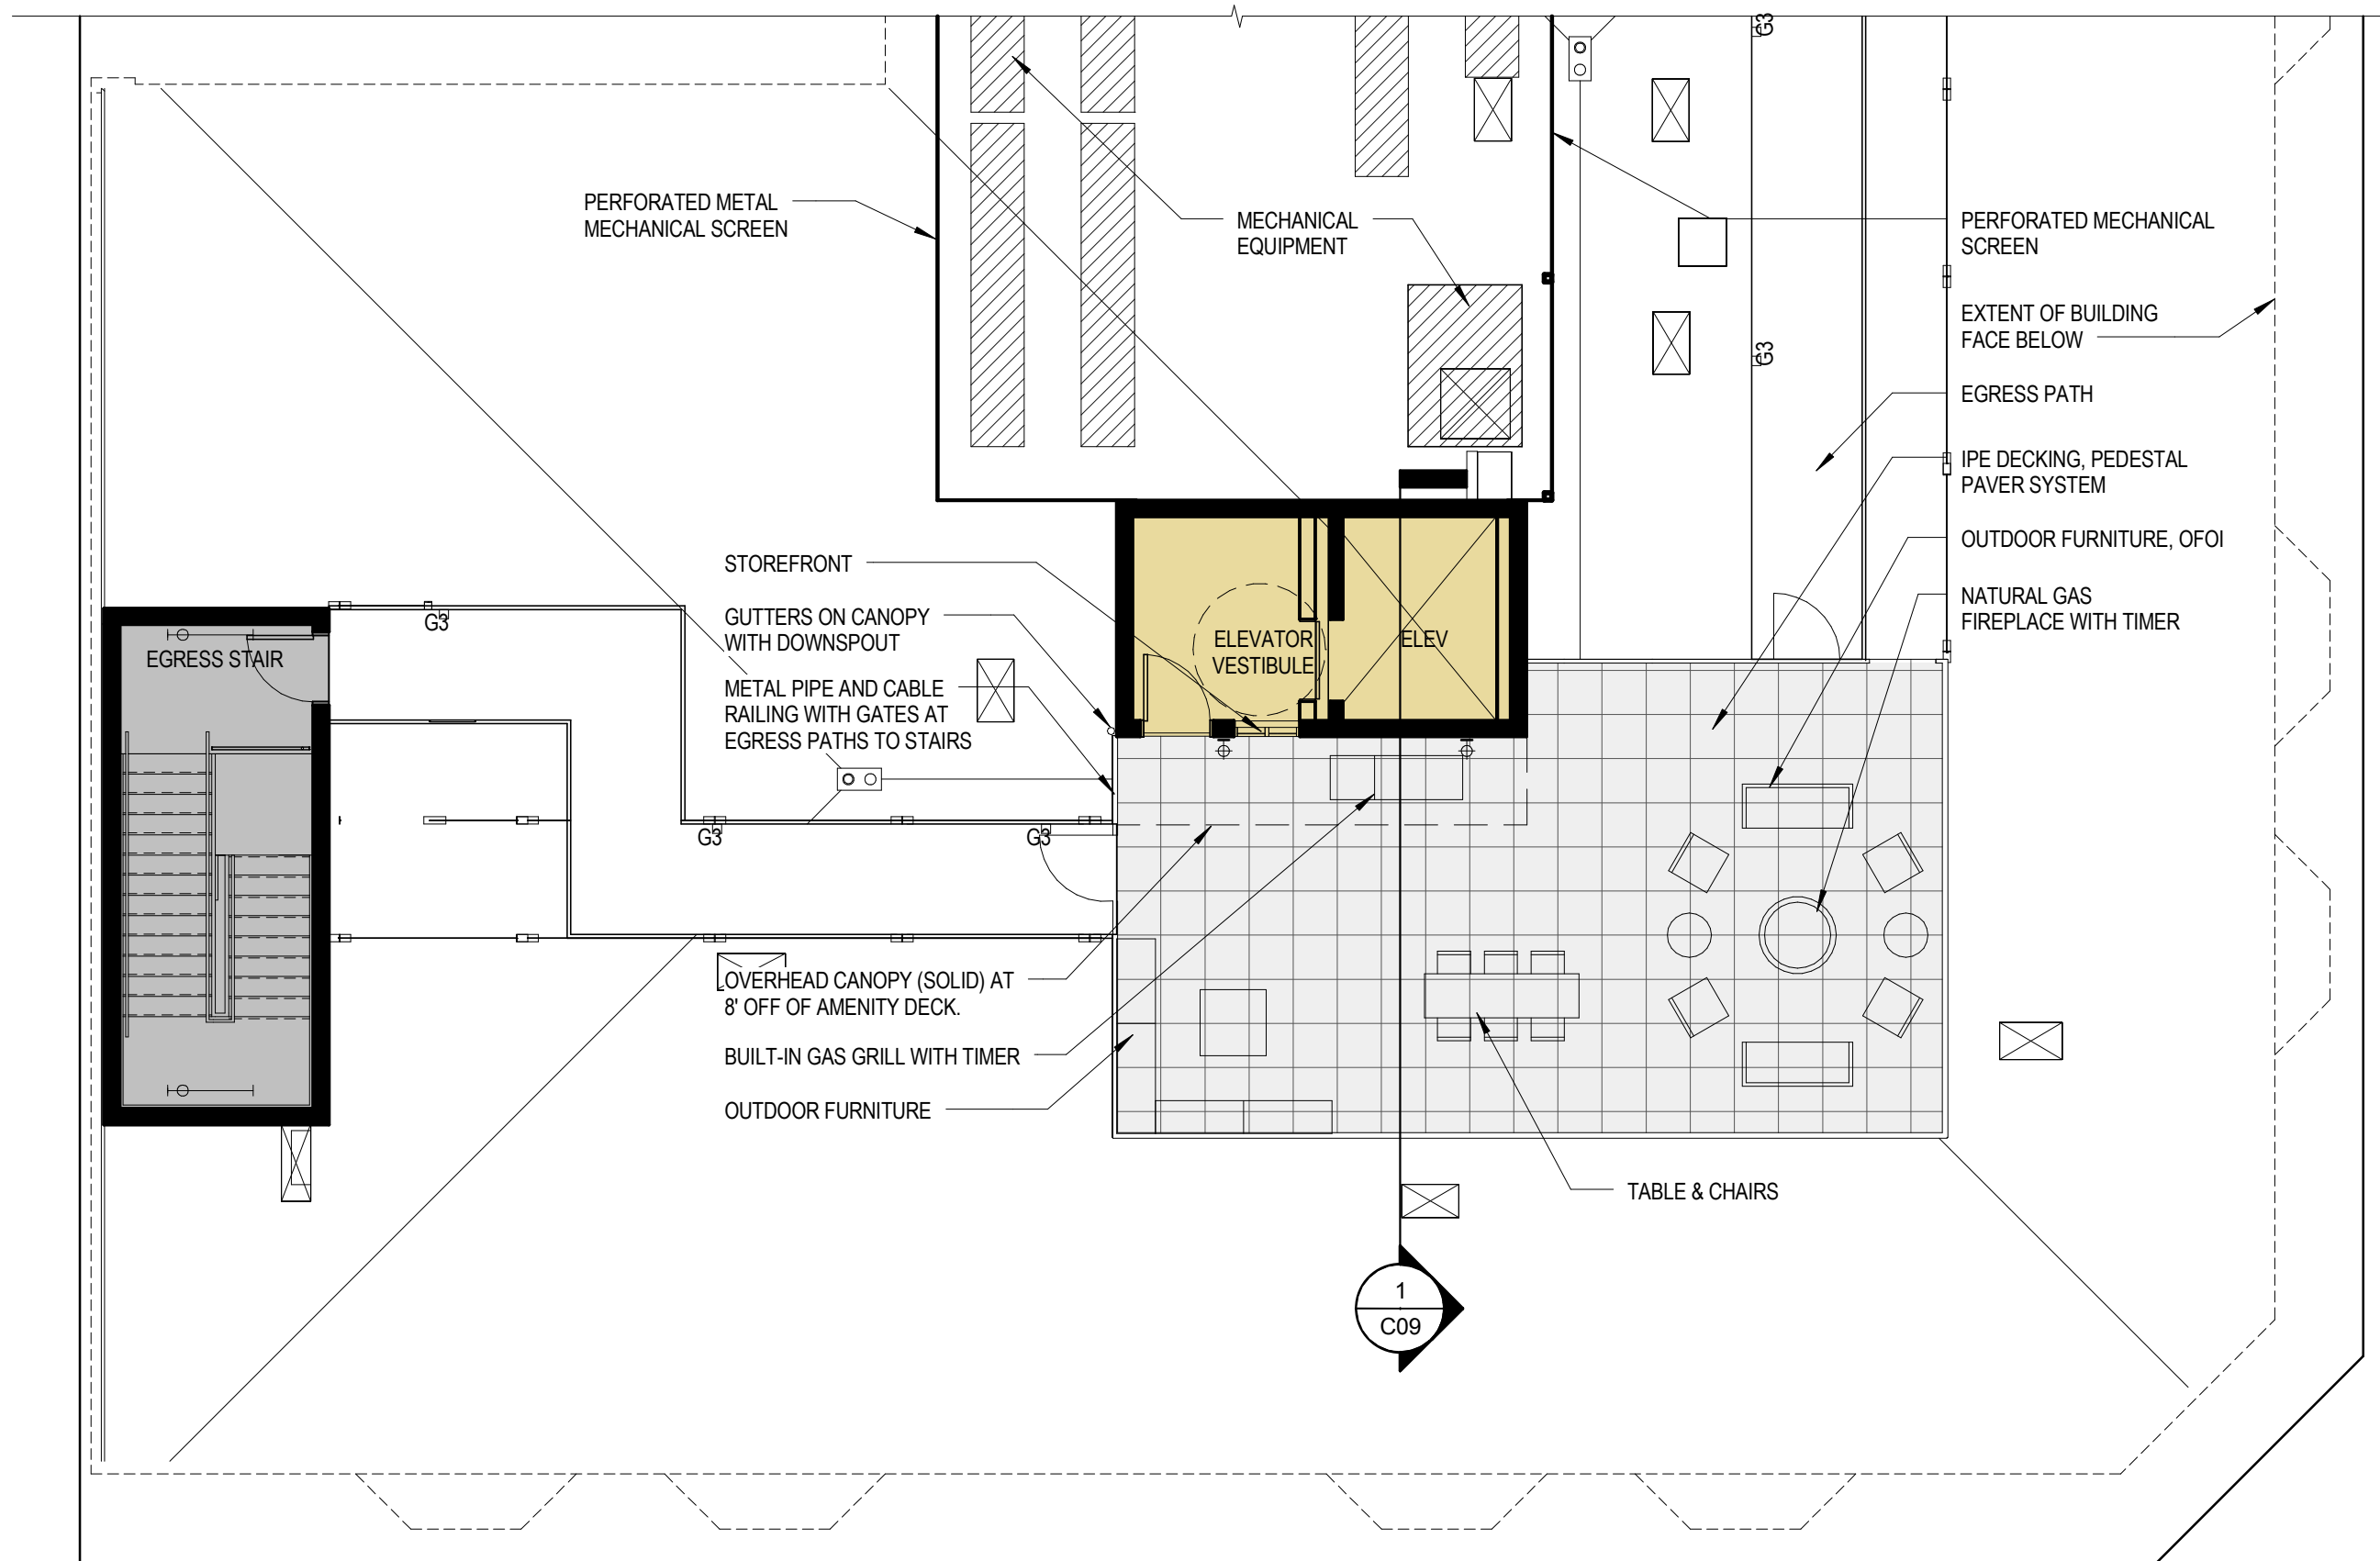 G3
PERFORATED METAL
MECHANICAL SCREEN
MECHANICAL
EQUIPMENT
PERFORATED MECHANICAL
SCREEN
EXTENT OF BUILDING
FACE BELOW
G3
EGRESS PATH
IPE DECKING, PEDESTAL
PAVER SYSTEM
OUTDOOR FURNITURE, OFOI
NATURAL GAS
FIREPLACE WITH TIMER
STOREFRONT
GUTTERS ON CANOPY
WITH DOWNSPOUT
METAL PIPE AND CABLE
RAILING WITH GATES AT
EGRESS PATHS TO STAIRS
G3
EGRESS STAIR
ELEVATOR
VESTIBULE
ELEV
G3
G3
OVERHEAD CANOPY (SOLID) AT
8' OFF OF AMENITY DECK.
BUILT-IN GAS GRILL WITH TIMER
OUTDOOR FURNITURE
TABLE & CHAIRS
1
C09